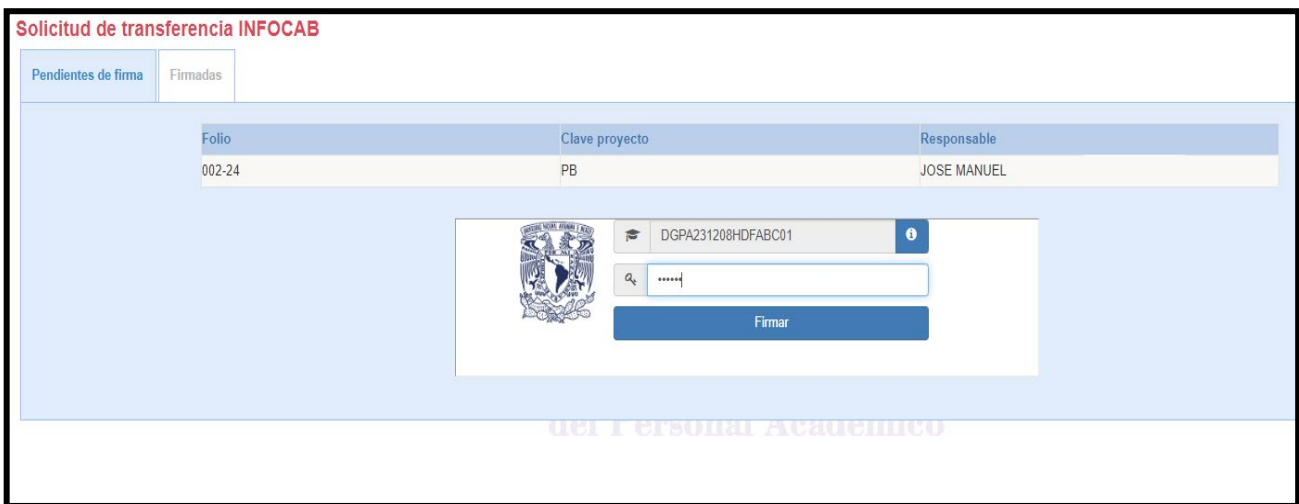 Solicitud de transferencia INFOCAB
Pendientes de firma Firmadas
Folio Clave proyecto Responsable
002-24 PB JOSE MANUEL
DGPA231208HDFABC01
••••••
Firmar
del Personal Académico